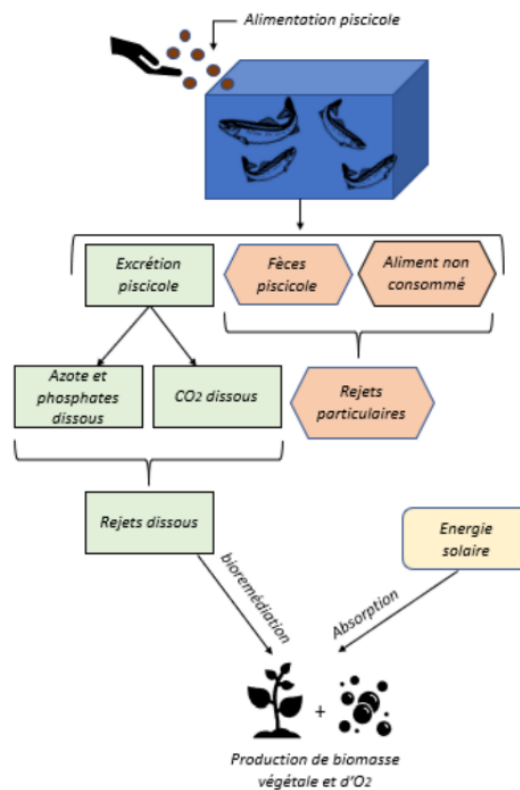 Alimentation piscicole
Excrétion
piscicole
Fèces
piscicole
Aliment non
consommé
Azote et
phosphates
dissous
CO2 dissous
Rejets
particulaires
Rejets dissous
Energie
solaire
bioremédiation
Absorption
+
Production de biomasse
végétale et d'O2